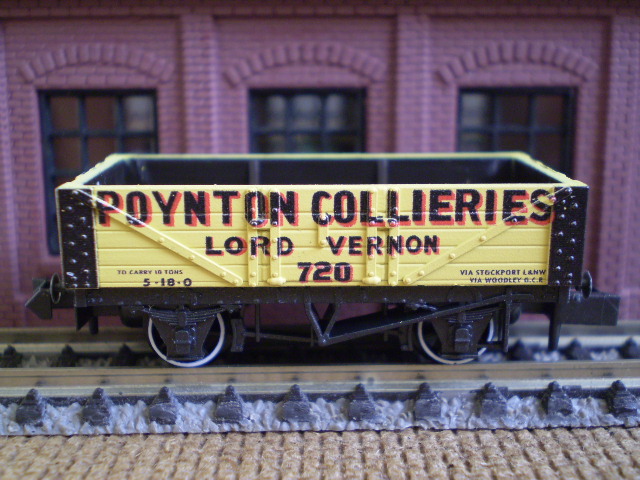 POYNTON COLLIERIES
LORD VERNON
720
TO CARRY 10 TONS
5-18-0
VIA STOCKPORT L&NW
VIA WOODLEY G.C.R